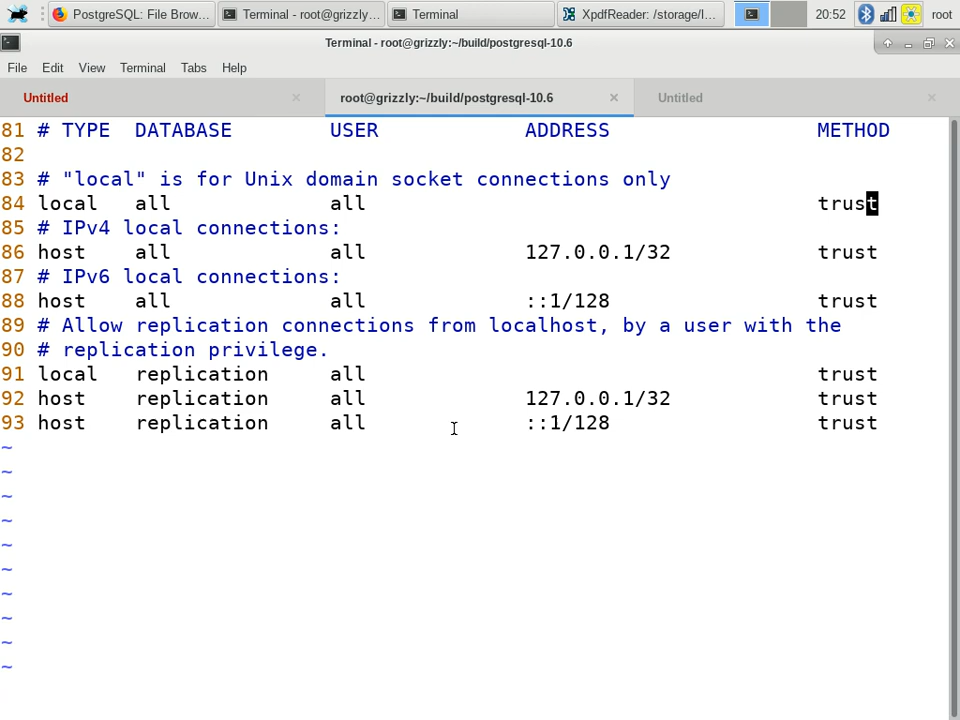 PostgreSQL: File Brow...
Terminal - root@grizzly:...
Terminal
XpdfReader: /storage/l...
20:52
root
Terminal - root@grizzly:~/build/postgresql-10.6
File Edit View Terminal Tabs Help
Untitled
root@grizzly:~/build/postgresql-10.6
Untitled
81 # TYPE  DATABASE        USER            ADDRESS                 METHOD
82
83 # "local" is for Unix domain socket connections only
84 local   all             all                                     trust
85 # IPv4 local connections:
86 host    all             all             127.0.0.1/32            trust
87 # IPv6 local connections:
88 host    all             all             ::1/128                 trust
89 # Allow replication connections from localhost, by a user with the
90 # replication privilege.
91 local   replication     all                                     trust
92 host    replication     all             127.0.0.1/32            trust
93 host    replication     all             ::1/128                 trust
~
~
~
~
~
~
~
~
~
~